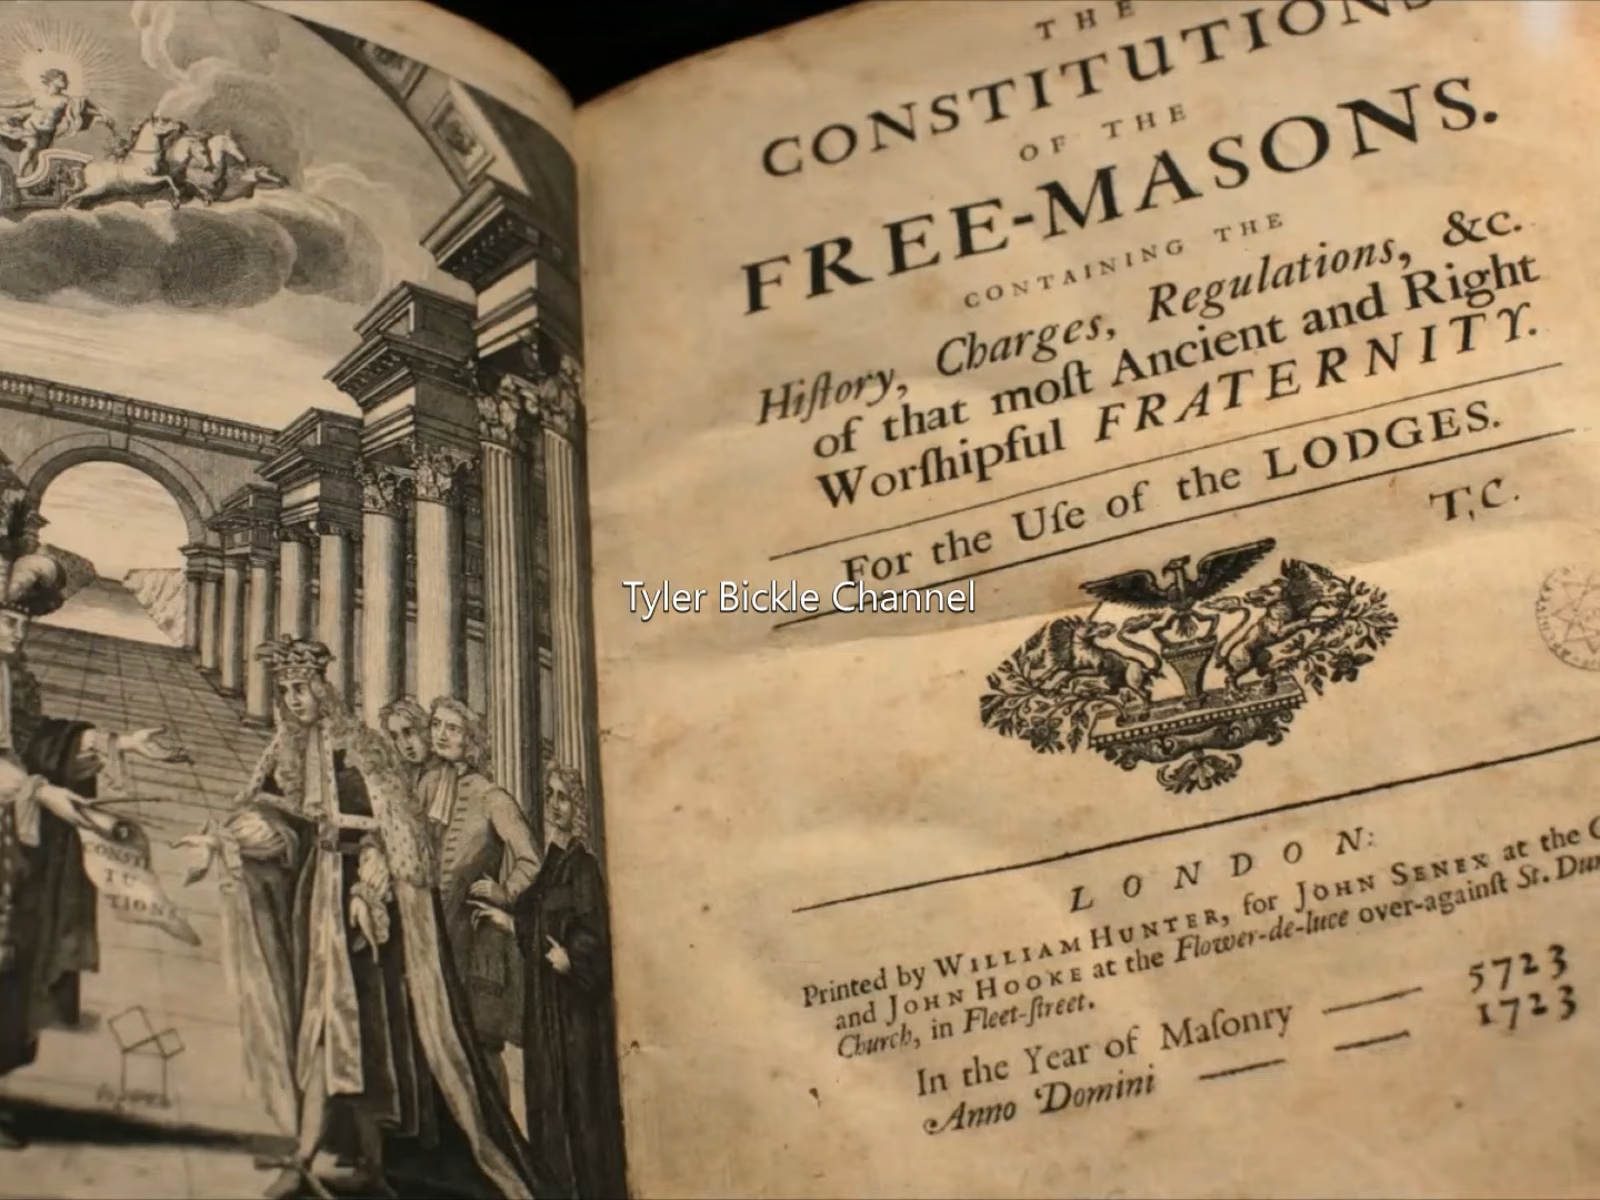 THE
CONSTITUTIONS
OF THE
FREE-MASONS.
CONTAINING THE
Hiſtory, Charges, Regulations, &c.
of that moſt Ancient and Right
Worſhipful FRATERNITY.
For the Uſe of the LODGES.
T,C.
Tyler Bickle Channel
LONDON:
Printed by WILLIAM HUNTER, for JOHN SENEX at the
and JOHN HOOKE at the Flower-de-luce over-againſt St.
Church, in Fleet-ſtreet.
In the Year of Maſonry —— 5723
Anno Domini —— —— 1723
CONSTI
TU
TIONS